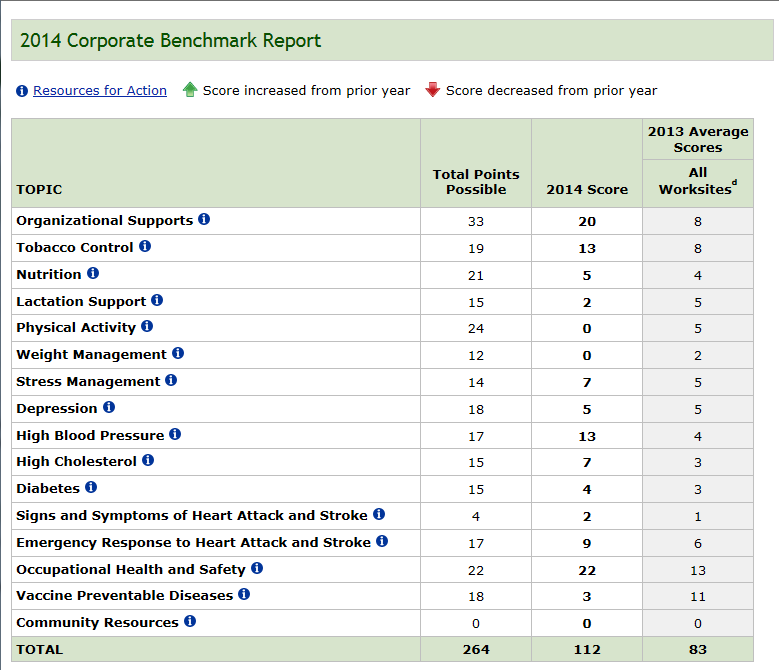 2014 Corporate Benchmark Report
Resources for Action Score increased from prior year Score decreased from prior year
TOPIC Total Points Possible 2014 Score 2013 Average Scores All Worksites d
Organizational Supports 33 20 8
Tobacco Control 19 13 8
Nutrition 21 5 4
Lactation Support 15 2 5
Physical Activity 24 0 5
Weight Management 12 0 2
Stress Management 14 7 5
Depression 18 5 5
High Blood Pressure 17 13 4
High Cholesterol 15 7 3
Diabetes 15 4 3
Signs and Symptoms of Heart Attack and Stroke 4 2 1
Emergency Response to Heart Attack and Stroke 17 9 6
Occupational Health and Safety 22 22 13
Vaccine Preventable Diseases 18 3 11
Community Resources 0 0 0
TOTAL 264 112 83